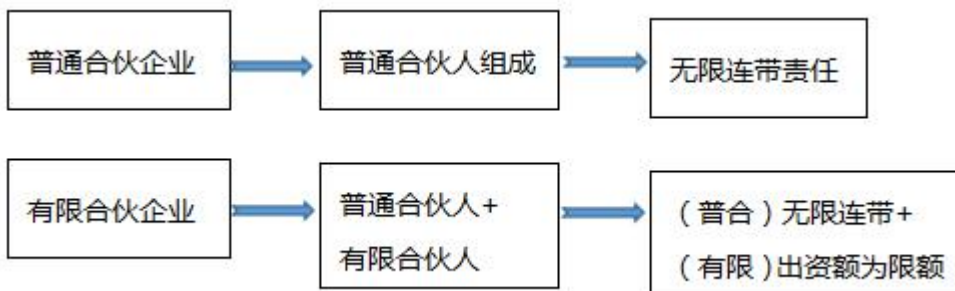 普通合伙企业
普通合伙人组成
无限连带责任
有限合伙企业
普通合伙人+
有限合伙人
（普合）无限连带+
（有限）出资额为限额